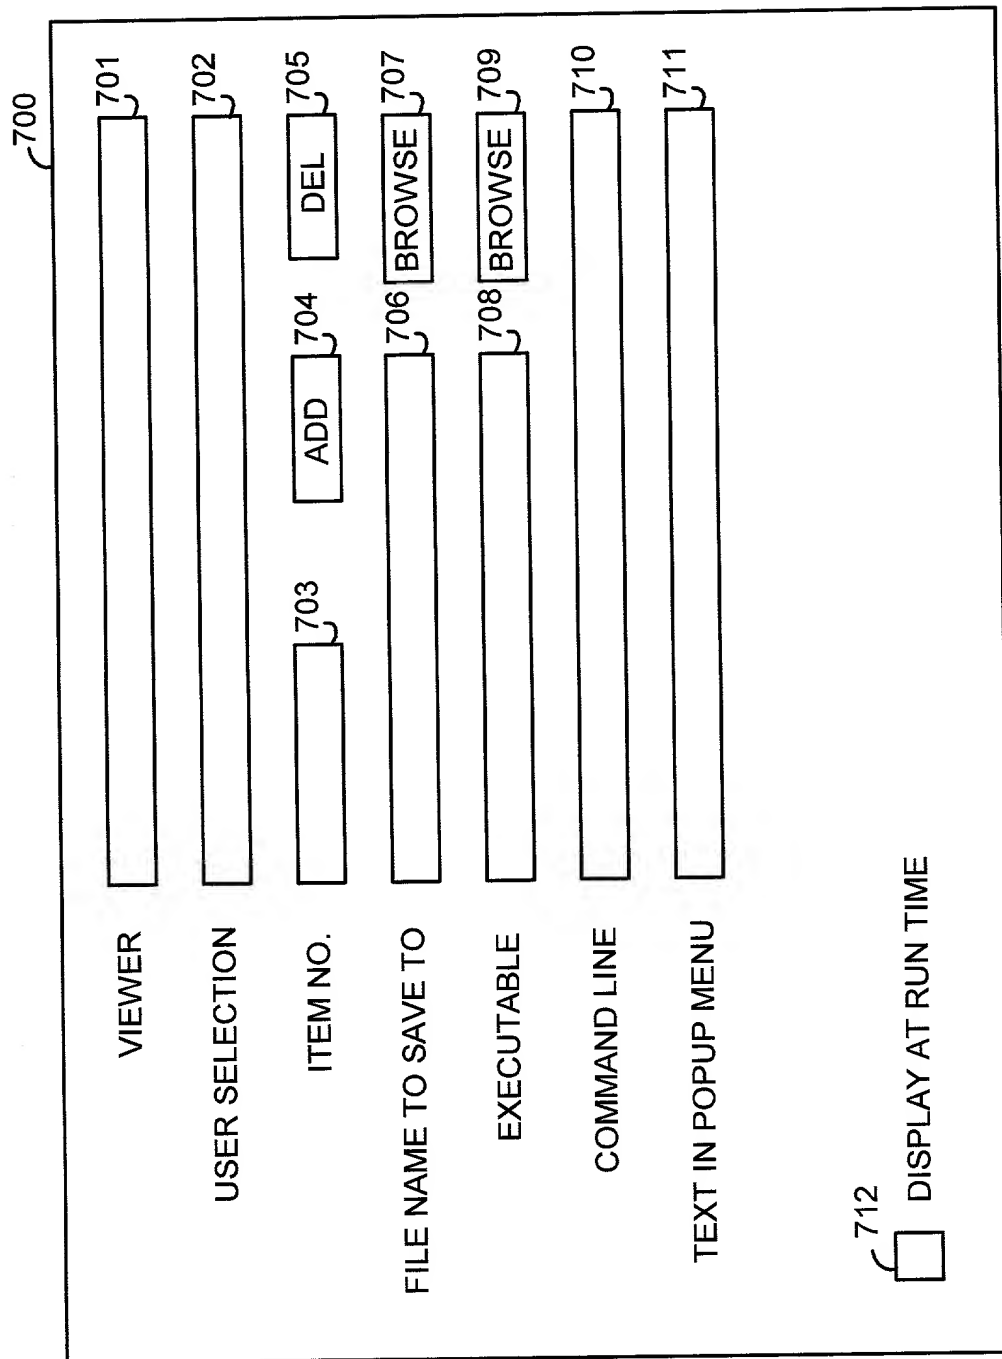 700
VIEWER 701
USER SELECTION 702
ITEM NO. 703 ADD 704 DEL 705
FILE NAME TO SAVE TO 706 BROWSE 707
EXECUTABLE 708 BROWSE 709
COMMAND LINE 710
TEXT IN POPUP MENU 711
712
DISPLAY AT RUN TIME